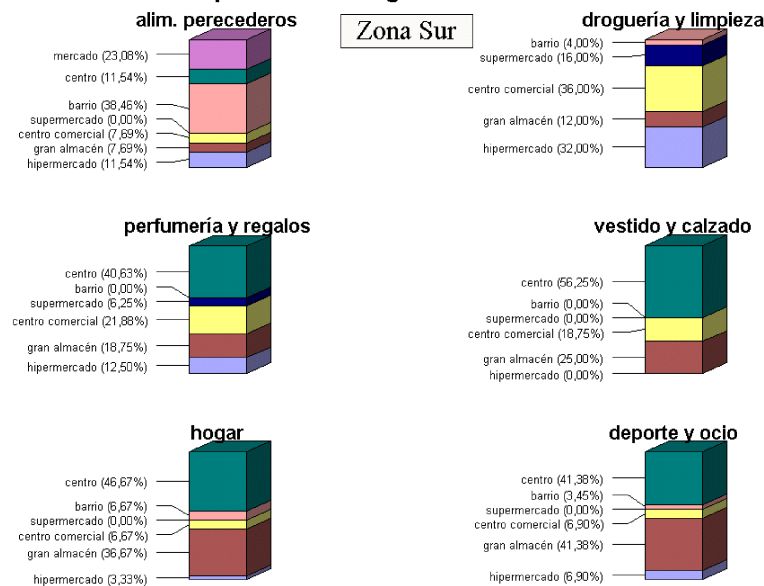 alim. perecederos
mercado (23,08%)
centro (11,54%)
barrio (38,46%)
supermercado (0,00%)
centro comercial (7,69%)
gran almacén (7,69%)
hipermercado (11,54%)
Zona Sur
droguería y limpieza
barrio (4,00%)
supermercado (16,00%)
centro comercial (36,00%)
gran almacén (12,00%)
hipermercado (32,00%)
perfumería y regalos
centro (40,63%)
barrio (0,00%)
supermercado (6,25%)
centro comercial (21,88%)
gran almacén (18,75%)
hipermercado (12,50%)
vestido y calzado
centro (56,25%)
barrio (0,00%)
supermercado (0,00%)
centro comercial (18,75%)
gran almacén (25,00%)
hipermercado (0,00%)
hogar
centro (46,67%)
barrio (6,67%)
supermercado (0,00%)
centro comercial (6,67%)
gran almacén (36,67%)
hipermercado (3,33%)
deporte y ocio
centro (41,38%)
barrio (3,45%)
supermercado (0,00%)
centro comercial (6,90%)
gran almacén (41,38%)
hipermercado (6,90%)